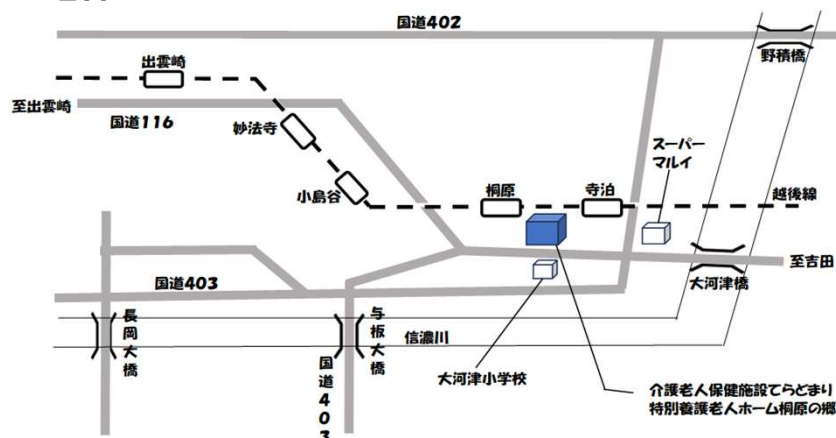 国道402
野積橋
出雲崎
至出雲崎
国道116
妙法寺
スーパー
マルイ
小島谷
桐原
寺泊
越後線
至吉田
大河津橋
国道403
長岡大橋
与板大橋
信濃川
国道403
大河津小学校
介護老人保健施設てらどまり
特別養護老人ホーム桐原の郷